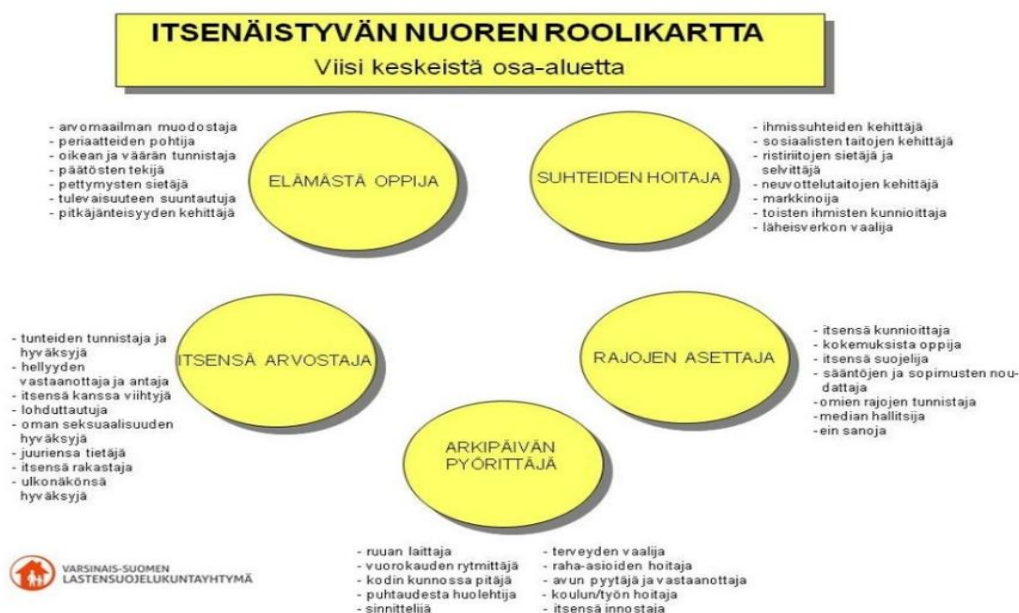 ITSENÄISTYVÄN NUOREN ROOLIKARTTA
Viisi keskeistä osa-aluetta
- arvomaailman muodostaja
- periaatteiden pohtija
- oikean ja väärän tunnistaja
- päätösten tekijä
- pettymysten sietäjä
- tulevaisuuteen suuntautuja
- pitkäjänteisyyden kehittäjä
ELÄMÄSTÄ OPPIJA
SUHTEIDEN HOITAJA
- ihmissuhteiden kehittäjä
- sosiaalisten taitojen kehittäjä
- ristiriitojen sietäjä ja
selvittäjä
- neuvottelutaitojen kehittäjä
- markkinoija
- toisten ihmisten kunnioittaja
- läheisverkon vaalija
- tunteiden tunnistaja ja
hyväksyjä
- hellyyden
vastaanottaja ja antaja
- itsensä kanssa viihtyjä
- lohduttautuja
- oman seksuaalisuuden
hyväksyjä
- juuriensa tietäjä
- itsensä rakastaja
- ulkonäkönsä
hyväksyjä
ITSENSÄ ARVOSTAJA
RAJOJEN ASETTAJA
- itsensä kunnioittaja
- kokemuksista oppija
- itsensä suojelija
- sääntöjen ja sopimusten nou-
dattaja
-omien rajojen tunnistaja
-median hallitsija
-ein sanoja
ARKIPÄIVÄN
PYÖRITTÄJÄ
- ruuan laittaja
- vuorokauden rytmittäjä
- kodin kunnossa pitäjä
- puhtaudesta huolehtija
- sinnittelijä
- terveyden vaalija
- raha-asioiden hoitaja
- avun pyytäjä ja vastaanottaja
- koulun/työn hoitaja
- itsensä innostaja
VARSINAIS-SUOMEN
LASTENSUOJELUKUNTAYHTYMÄ